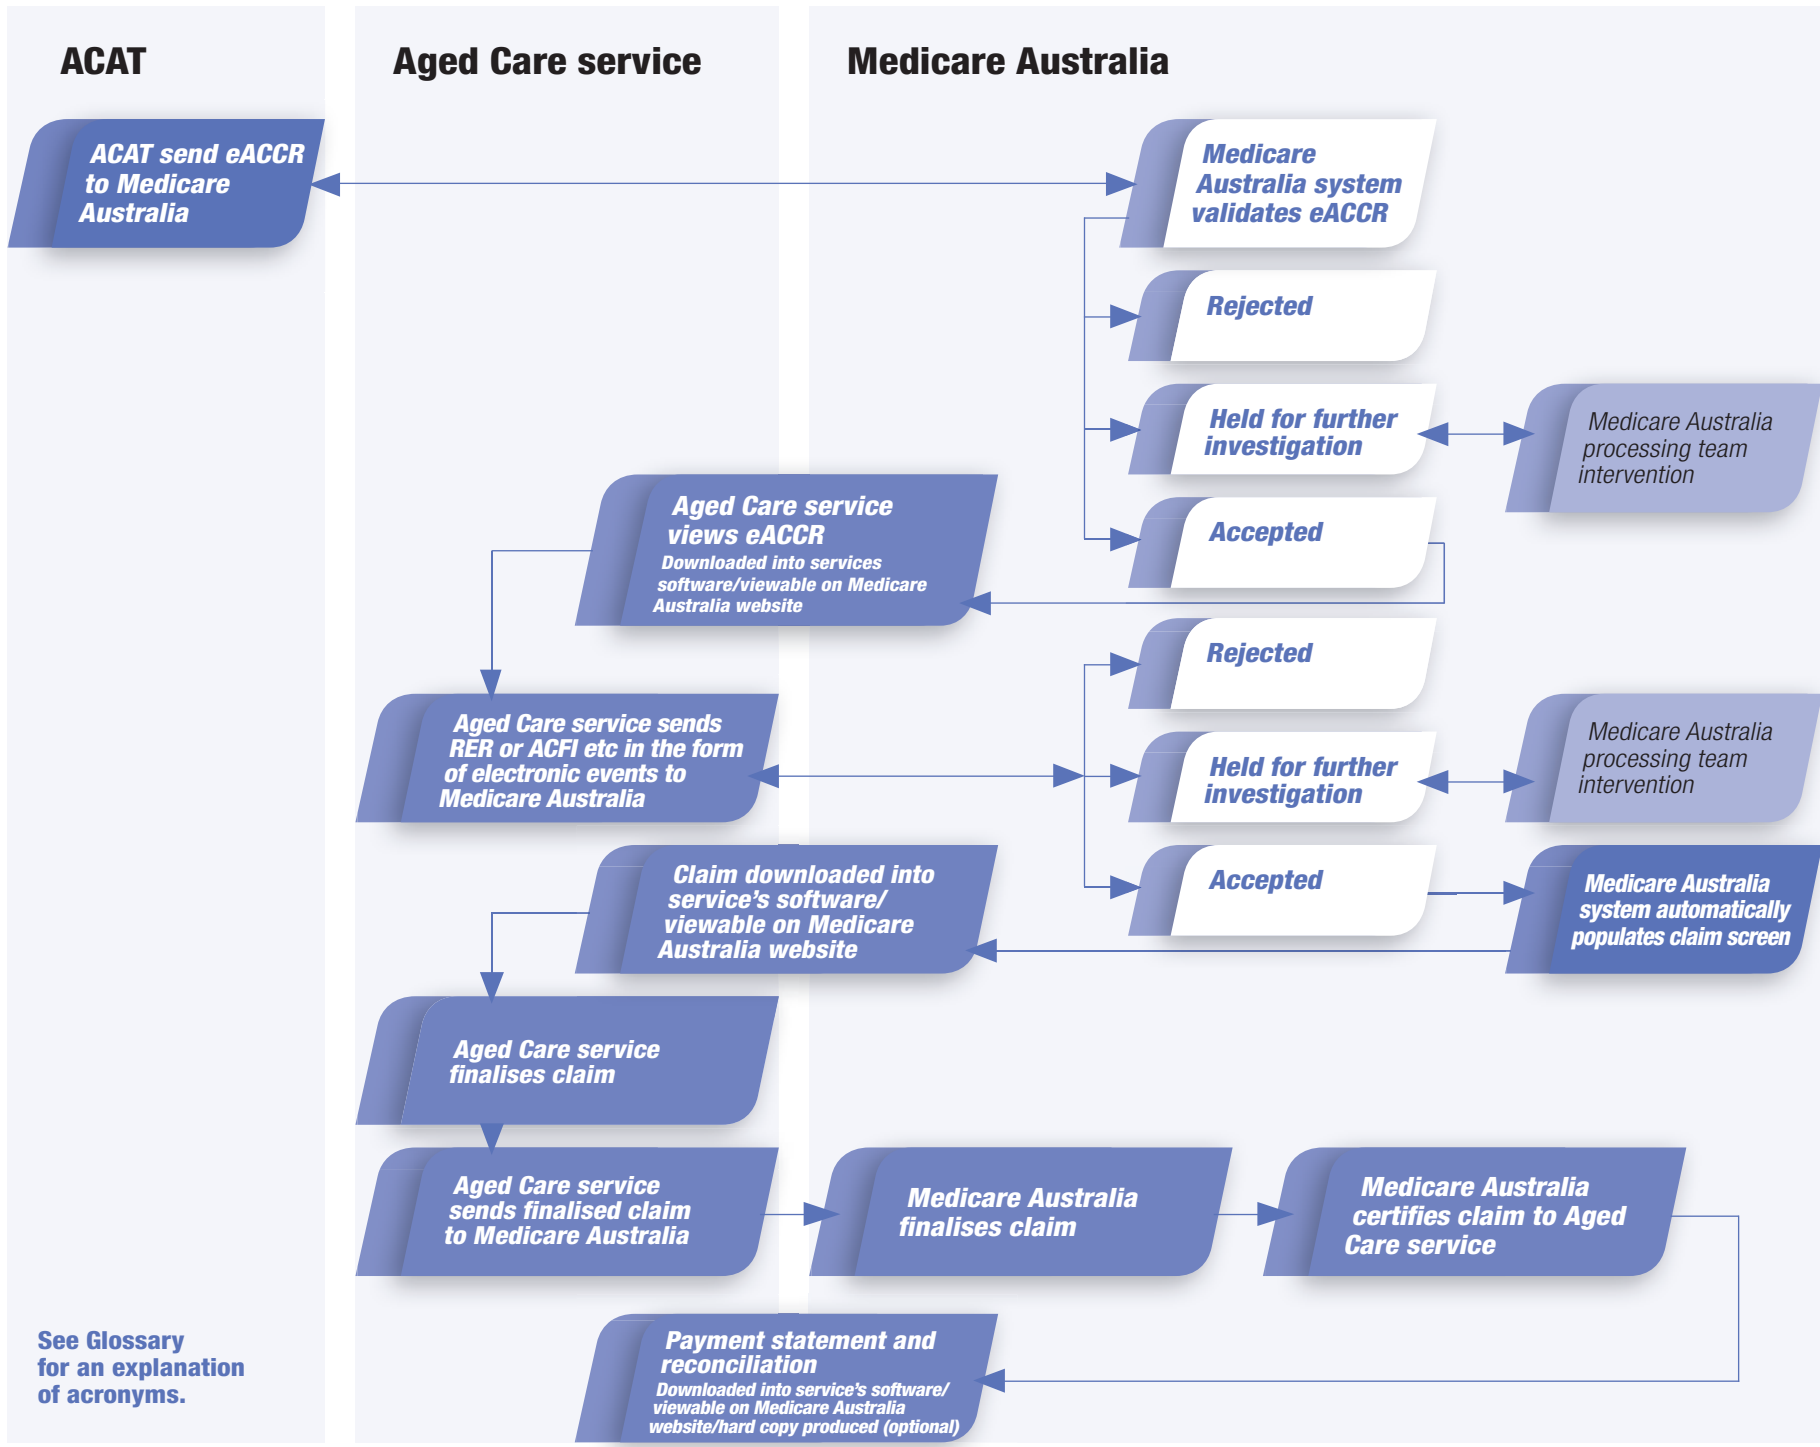 ACAT
Aged Care service
Medicare Australia
ACAT send eACCR
to Medicare
Australia
Medicare
Australia system
validates eACCR
Rejected
Held for further
investigation
Medicare Australia
processing team
intervention
Accepted
Aged Care service
views eACCR
Downloaded into services
software/viewable on Medicare
Australia website
Aged Care service sends
RER or ACFI etc in the form
of electronic events to
Medicare Australia
Rejected
Held for further
investigation
Medicare Australia
processing team
intervention
Accepted
Medicare Australia
system automatically
populates claim screen
Claim downloaded into
service’s software/
viewable on Medicare
Australia website
Aged Care service
finalises claim
Aged Care service
sends finalised claim
to Medicare Australia
Medicare Australia
finalises claim
Medicare Australia
certifies claim to Aged
Care service
Payment statement and
reconciliation
Downloaded into service’s software/
viewable on Medicare Australia
website/hard copy produced (optional)
See Glossary
for an explanation
of acronyms.